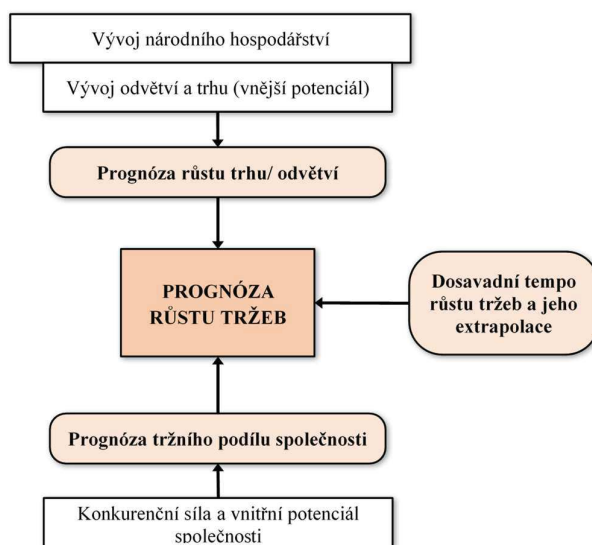 Vývoj národního hospodářství
Vývoj odvětví a trhu (vnější potenciál)
Prognóza růstu trhu/ odvětví
PROGNÓZA
RŮSTU TRŽEB
Dosavadní tempo
růstu tržeb a jeho
extrapolace
Prognóza tržního podílu společnosti
Konkurenční síla a vnitřní potenciál
společnosti